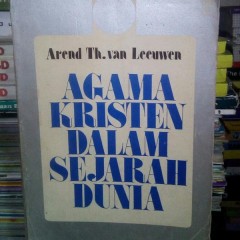 Arend Th. van Leeuwen
AGAMA
KRISTEN
DALAM
SEJARAH
DUNIA